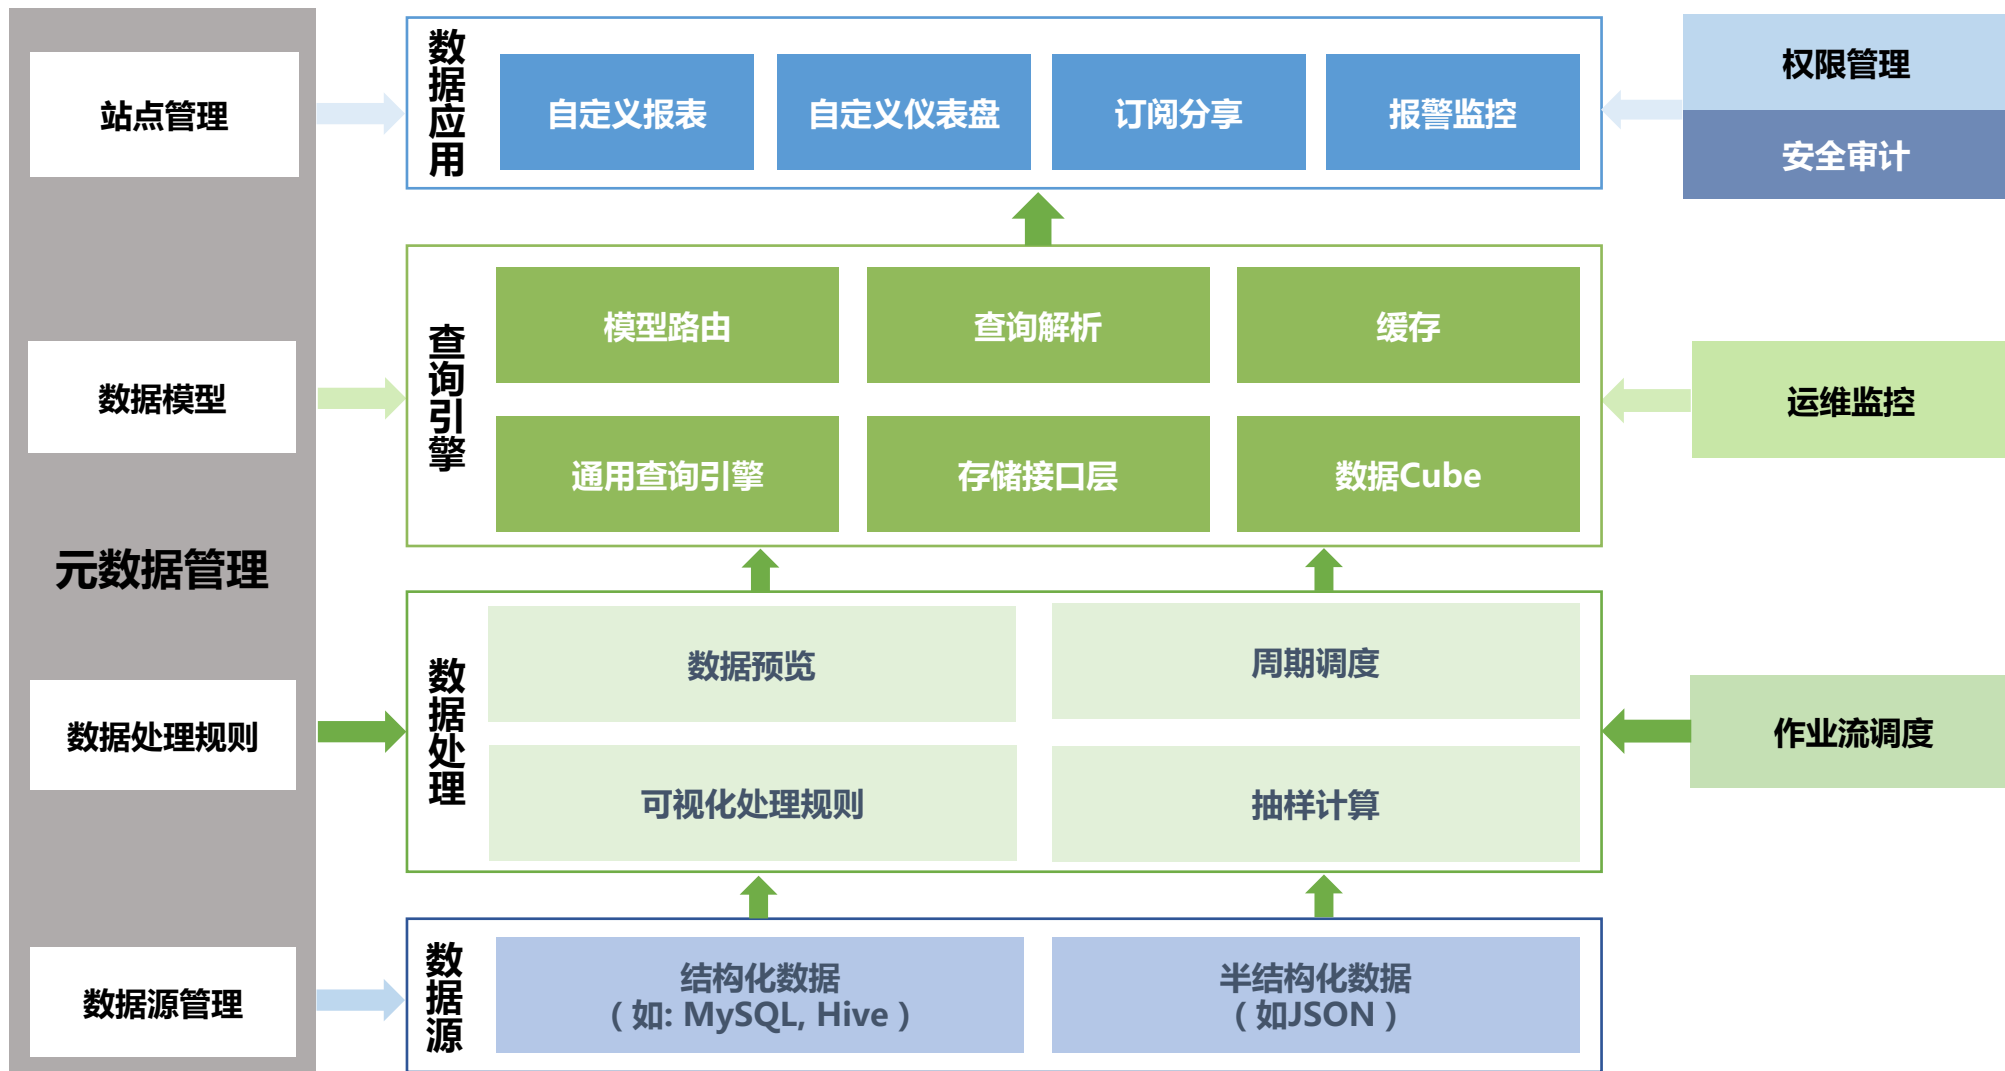 站点管理
数据模型
元数据管理
数据处理规则
数据源管理
数据应用
自定义报表
自定义仪表盘
订阅分享
报警监控
查询引擎
模型路由
查询解析
缓存
通用查询引擎
存储接口层
数据Cube
数据处理
数据预览
周期调度
可视化处理规则
抽样计算
数据源
结构化数据
（如: MySQL, Hive）
半结构化数据
（如JSON）
权限管理
安全审计
运维监控
作业流调度